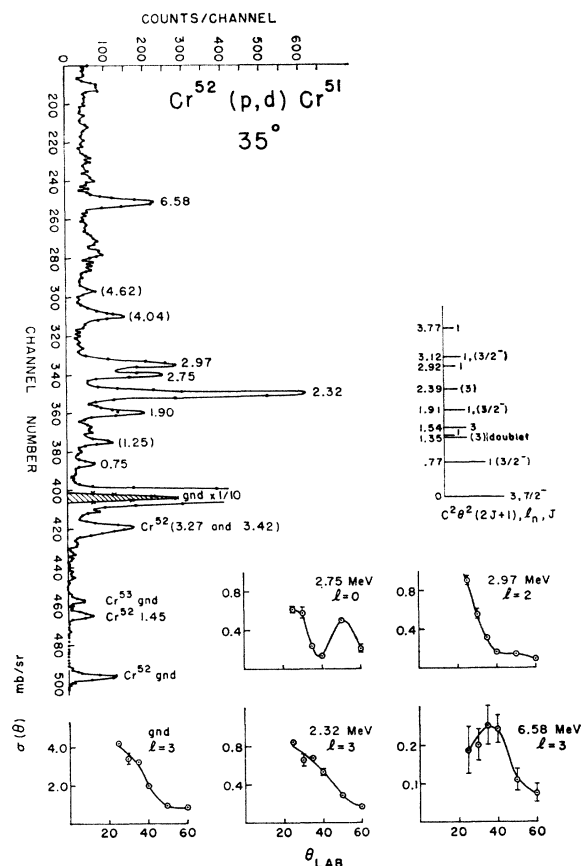 COUNTS/CHANNEL
100
200
300
400
500
600
Cr⁵² (p,d) Cr⁵¹
35°
CHANNEL NUMBER
200
220
240
260
280
300
320
340
360
380
400
420
440
460
480
500
6.58
(4.62)
(4.04)
2.97
2.75
2.32
1.90
(1.25)
0.75
gnd x 1/10
Cr⁵² (3.27 and 3.42)
Cr⁵³ gnd
Cr⁵² 1.45
Cr⁵² gnd
3.77 1
3.12 1,(3/2⁻)
2.92 1
2.39 (3)
1.91 1,(3/2⁻)
1.54 3
1
1.35 (3)}doublet
.77 1(3/2⁻)
0 3,7/2⁻
C²θ²(2J+1), ℓₙ, J
2.75 MeV
ℓ=0
0.8
0.4
2.97 MeV
ℓ=2
0.8
0.4
mb/sr
σ(θ)
gnd
ℓ=3
4.0
2.0
20 40 60
2.32 MeV
ℓ=3
0.8
0.4
20 40 60
6.58 MeV
ℓ=3
0.2
0.1
20 40 60
θ LAB